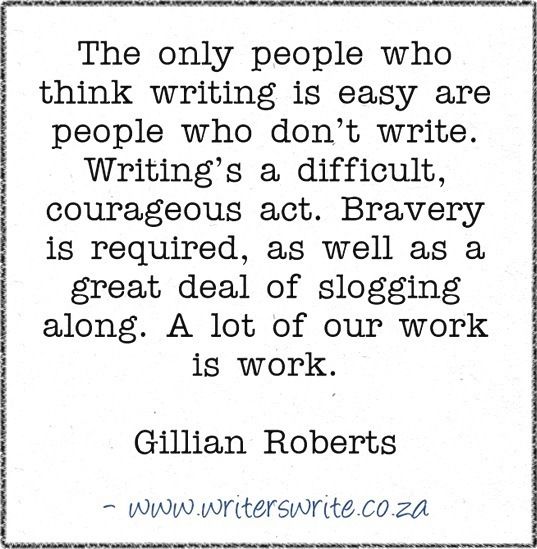 The only people who
think writing is easy are
people who don't write.
Writing's a difficult,
courageous act. Bravery
is required, as well as a
great deal of slogging
along. A lot of our work
is work.
Gillian Roberts
- www.writerswrite.co.za